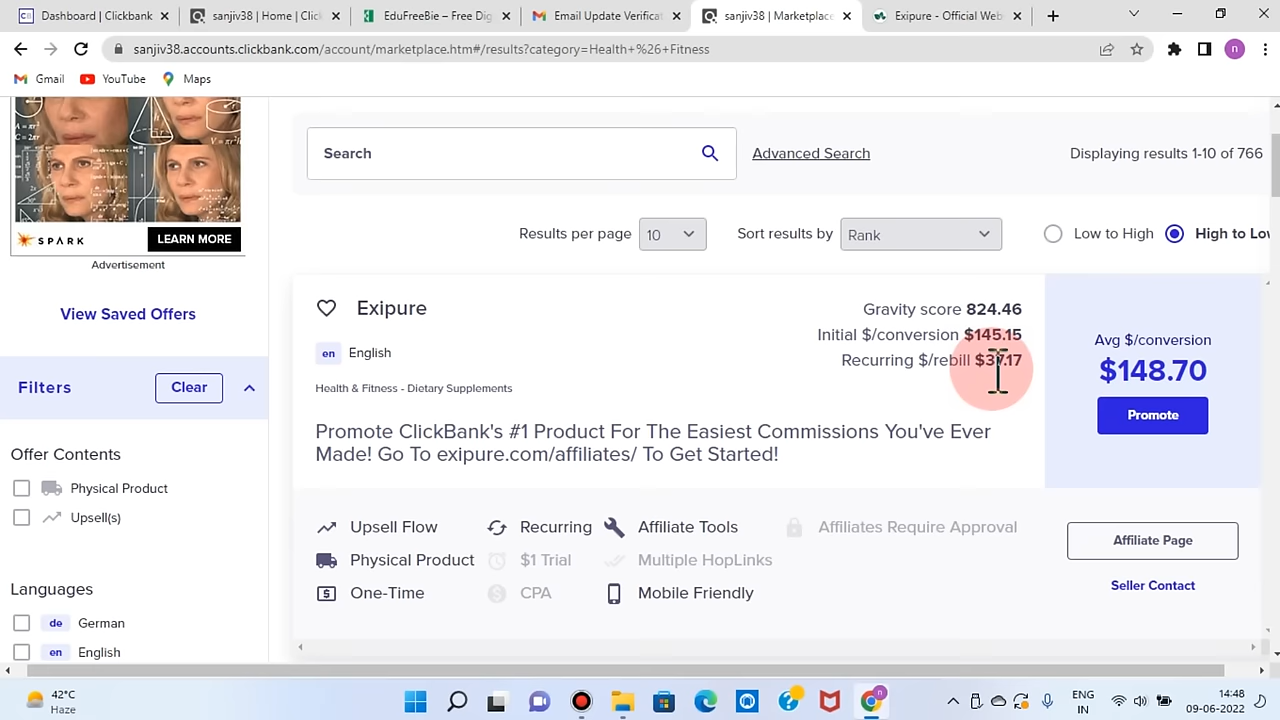 Dashboard | Clickbank
sanjiv38 | Home | Click
EduFreeBie – Free Dig
Email Update Verificat
sanjiv38 | Marketplace
Exipure - Official Web
sanjiv38.accounts.clickbank.com/account/marketplace.htm#/results?category=Health+%26+Fitness
n
Gmail YouTube Maps
SPARK LEARN MORE
Advertisement
View Saved Offers
Filters Clear
Offer Contents
Physical Product
Upsell(s)
Languages
de German
en English
Search Advanced Search Displaying results 1-10 of 766
Results per page 10 Sort results by Rank Low to High High to Low
Exipure
en English
Health & Fitness - Dietary Supplements
Gravity score 824.46
Initial $/conversion $145.15
Recurring $/rebill $37.17
Avg $/conversion
$148.70
Promote
Promote ClickBank's #1 Product For The Easiest Commissions You've Ever
Made! Go To exipure.com/affiliates/ To Get Started!
Upsell Flow Recurring Affiliate Tools Affiliates Require Approval
Physical Product $1 Trial Multiple HopLinks
One-Time CPA Mobile Friendly
Affiliate Page
Seller Contact
42°C
Haze
ENG
IN
14:48
09-06-2022